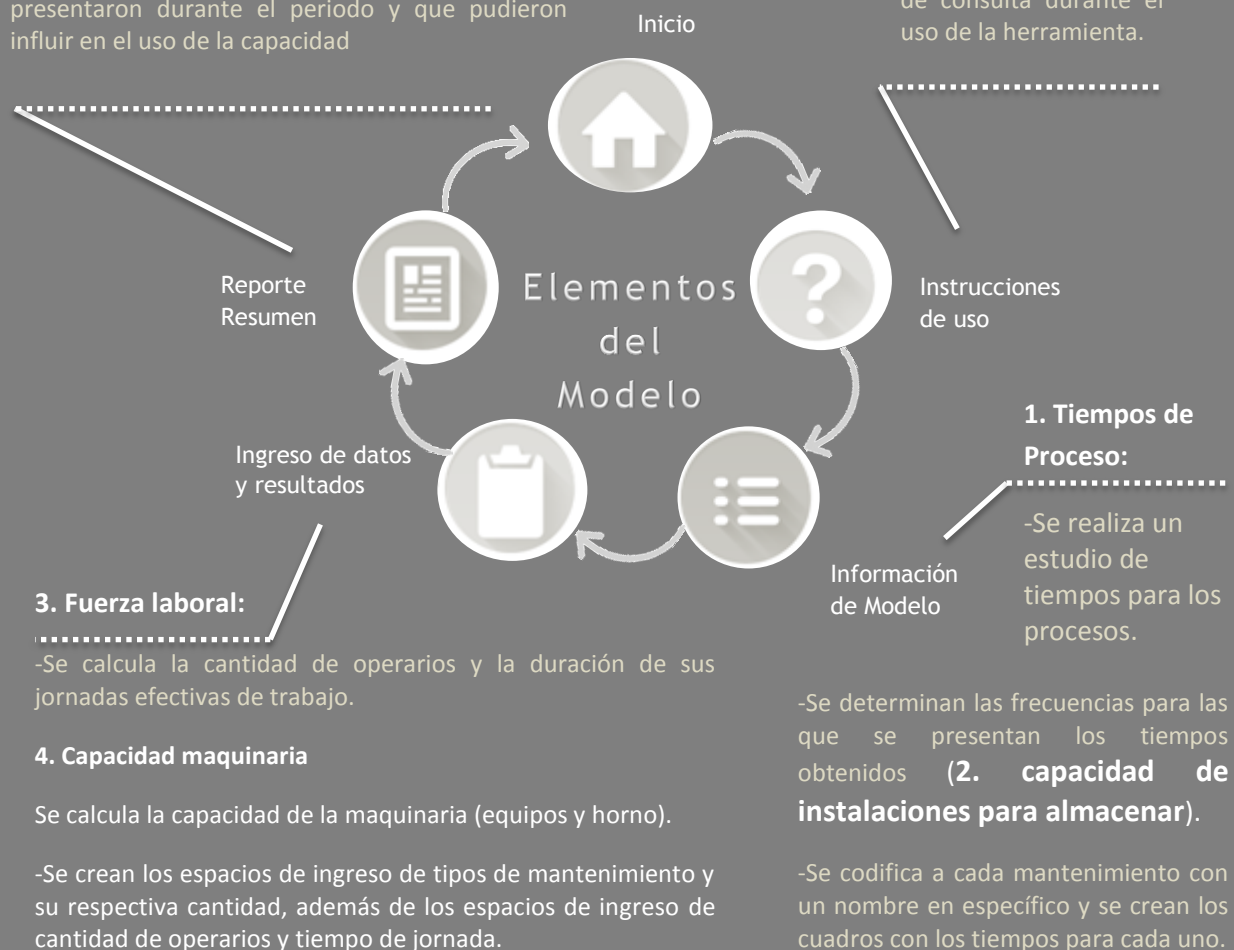 presentaron durante el periodo y que pudieron
influir en el uso de la capacidad
Inicio
de consulta durante el
uso de la herramienta.
Reporte
Resumen
Elementos
del
Modelo
Instrucciones
de uso
Ingreso de datos
y resultados
Información
de Modelo
1. Tiempos de
Proceso:
-Se realiza un
estudio de
tiempos para los
procesos.
3. Fuerza laboral:
-Se calcula la cantidad de operarios y la duración de sus
jornadas efectivas de trabajo.
4. Capacidad maquinaria
Se calcula la capacidad de la maquinaria (equipos y horno).
-Se crean los espacios de ingreso de tipos de mantenimiento y
su respectiva cantidad, además de los espacios de ingreso de
cantidad de operarios y tiempo de jornada.
-Se determinan las frecuencias para las
que se presentan los tiempos
obtenidos (2. capacidad de
instalaciones para almacenar).
-Se codifica a cada mantenimiento con
un nombre en específico y se crean los
cuadros con los tiempos para cada uno.